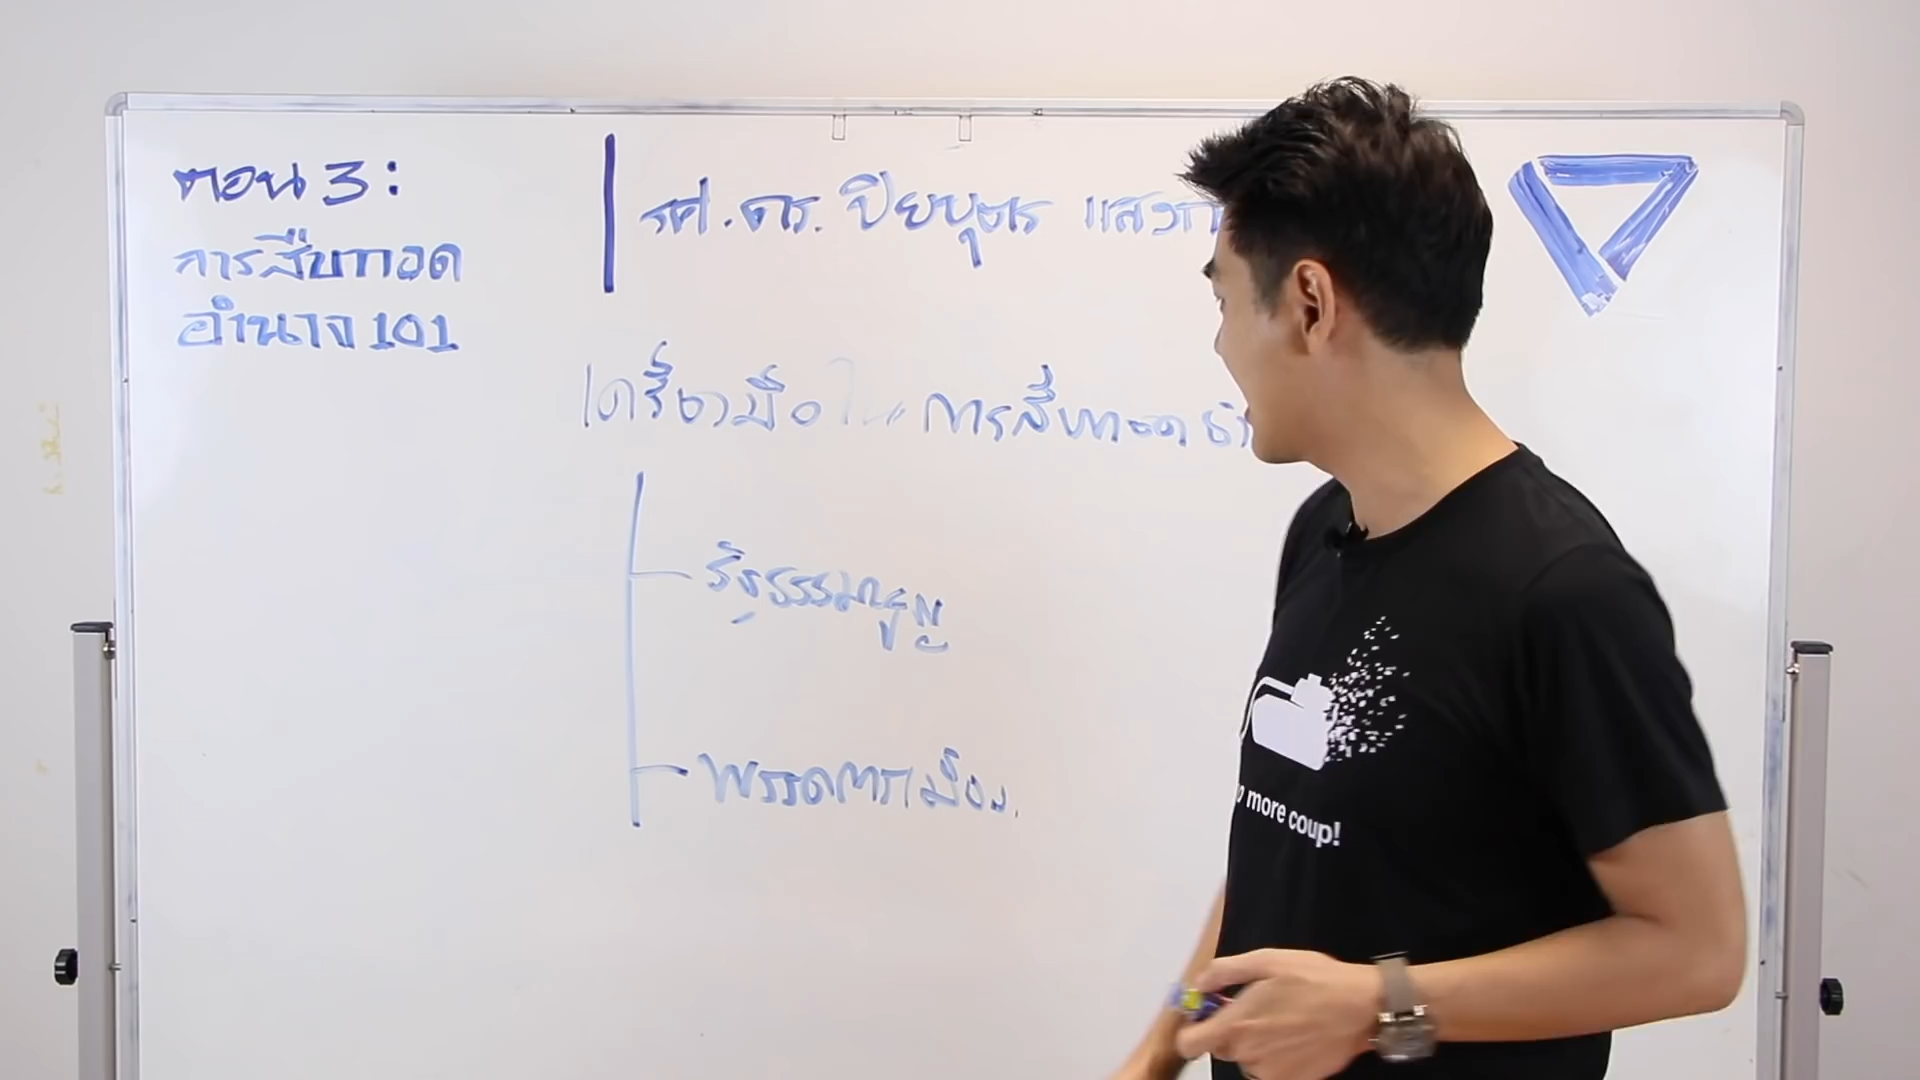 ตอน 3:
การสืบทอด
อำนาจ 101
รศ.ดร. ปิยบุตร แสงก
เครื่องมือใน การสืบทอด อำ
รัฐธรรมนูญ
พรรคการเมือง.
more coup!